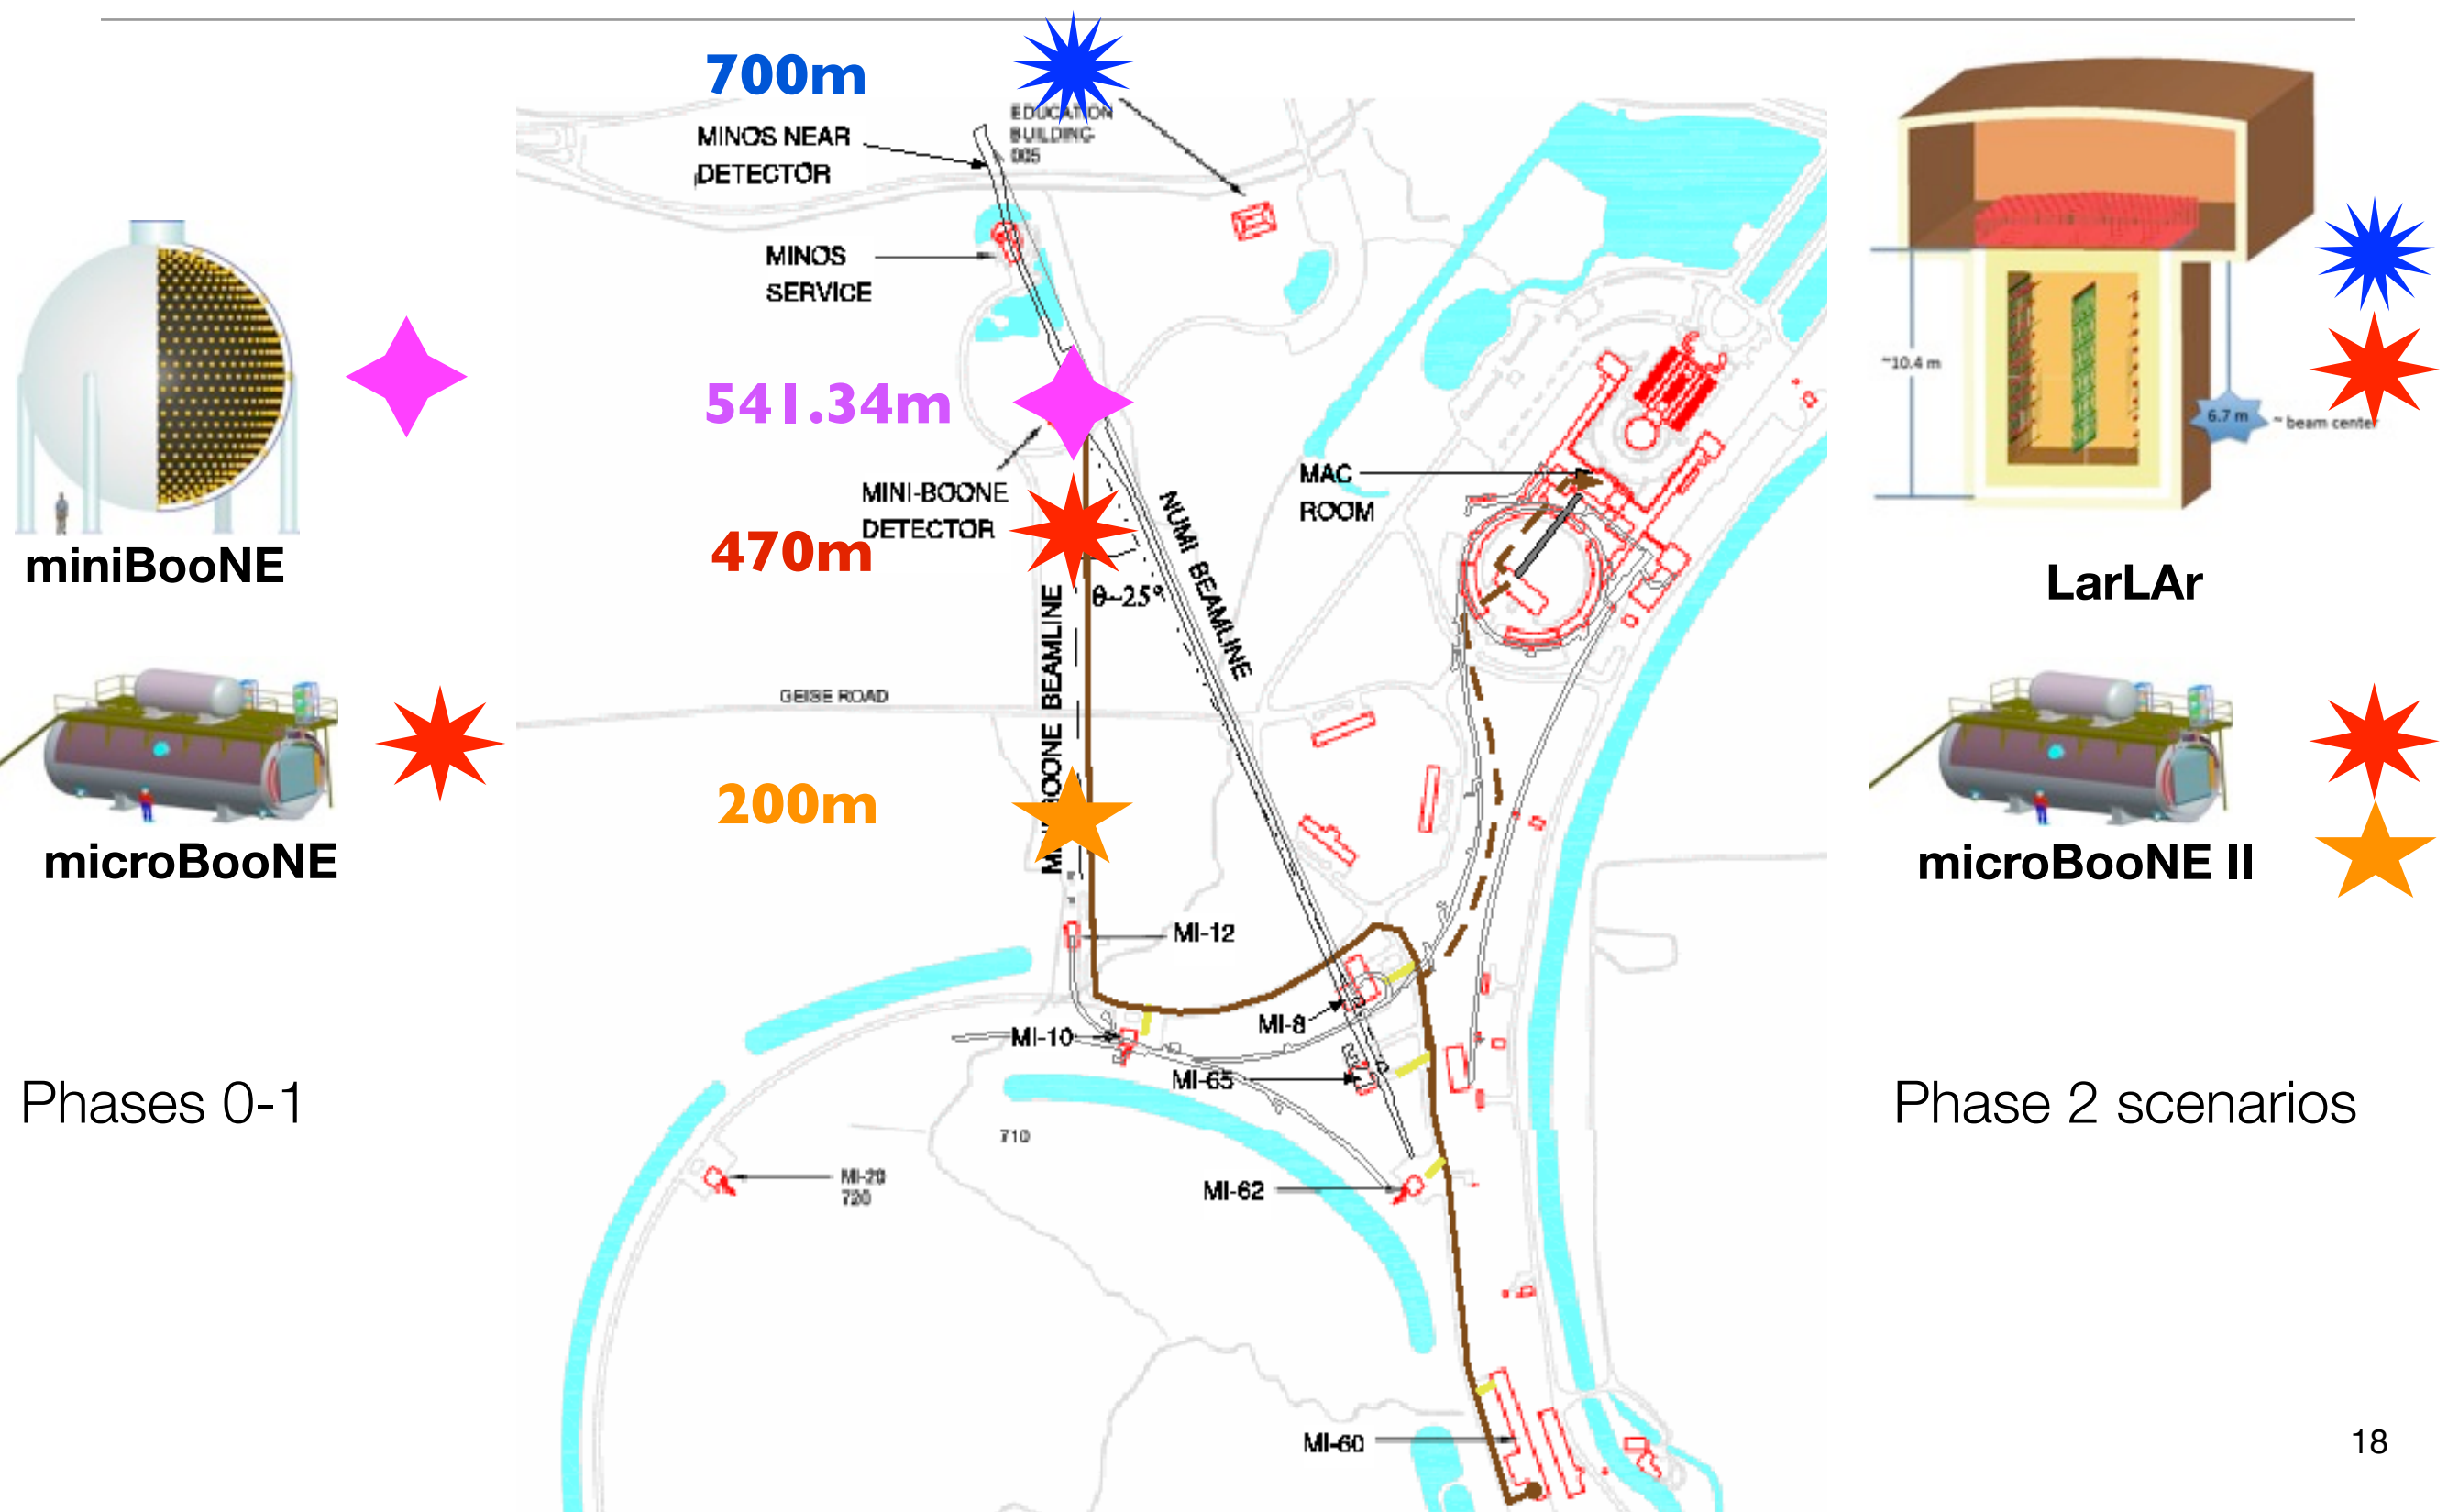 700m
EDUCATION
BUILDING
005
MINOS NEAR
DETECTOR
MINOS
SERVICE
~10.4 m
541.34m
6.7 m
~ beam center
MAC
ROOM
MINI-BOONE
DETECTOR
470m
NUMI BEAMLINE
miniBooNE
LarLAr
θ~25°
BEAMLINE
GEISE ROAD
200m
microBooNE
microBooNE II
MI-12
MI-8
MI-10
MI-65
Phases 0-1
Phase 2 scenarios
710
MI-20
720
MI-62
MI-60
18